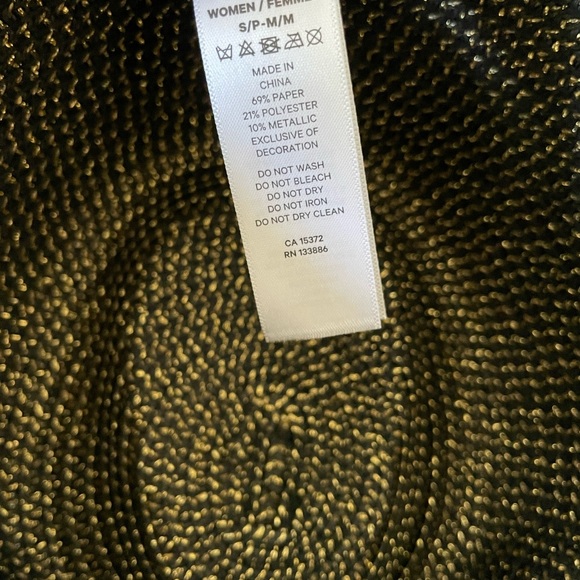 WOMEN / FEMME
S/P-M/M
MADE IN
CHINA
69% PAPER
21% POLYESTER
10% METALLIC
EXCLUSIVE OF
DECORATION
DO NOT WASH
DO NOT BLEACH
DO NOT DRY
DO NOT IRON
DO NOT DRY CLEAN
CA 15372
RN 133886